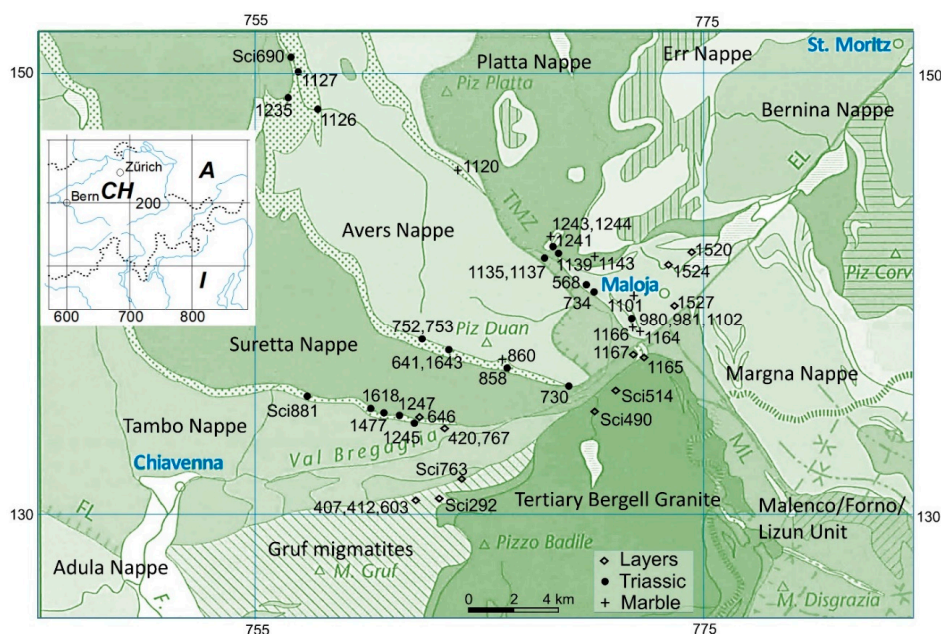 755
775
150
Sci690
1127
1235
1126
Platta Nappe
Piz Platta
Err Nappe
St. Moritz
150
Bernina Nappe
EL
Zürich
Bern
CH
A
200
I
600
700
800
1120
TMZ
Avers Nappe
1243,1244
1241
1139
1143
1135,1137
568
734
Maloja
1520
1524
Piz Corv
1101
1527
980,981,1102
1166
1164
1167
1165
752,753
Piz Duan
641,1643
860
858
730
Suretta Nappe
Margna Nappe
Sci881
1618
1247
646
1477
1245
420,767
Sci514
Sci490
Tambo Nappe
Val Bregaglia
ML
Chiavenna
Sci763
407,412,603
Sci292
Tertiary Bergell Granite
Malenco/Forno/
Lizun Unit
130
130
FL
Gruf migmatites
M. Gruf
Pizzo Badile
Adula Nappe
F.
Layers
Triassic
Marble
M. Disgrazia
0 2 4 km
755
775